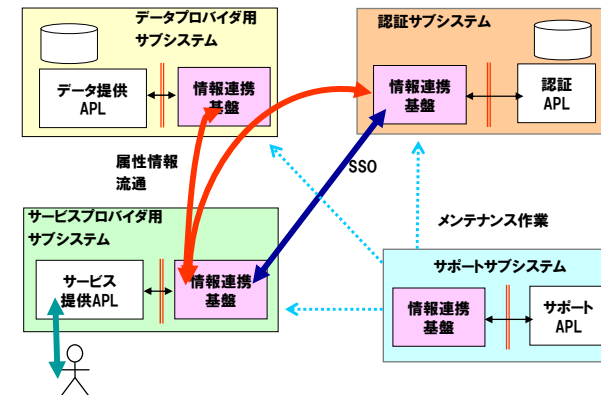 データプロバイダ用
サブシステム
データ提供
APL
情報連携
基盤
認証サブシステム
情報連携
基盤
認証
APL
属性情報
流通
SSO
サービスプロバイダ用
サブシステム
サービス
提供APL
情報連携
基盤
メンテナンス作業
サポートサブシステム
情報連携
基盤
サポート
APL